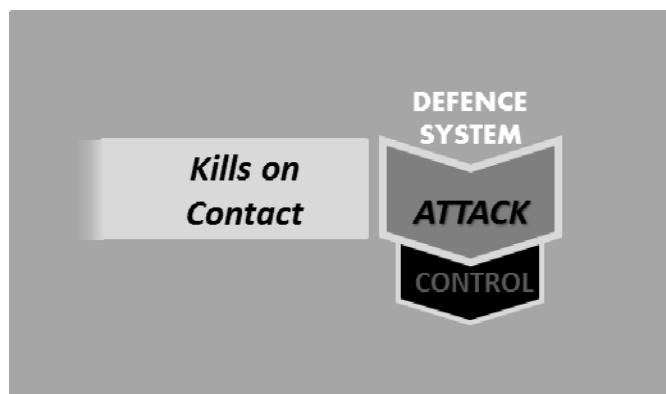 Kills on
Contact
DEFENCE
SYSTEM
ATTACK
CONTROL